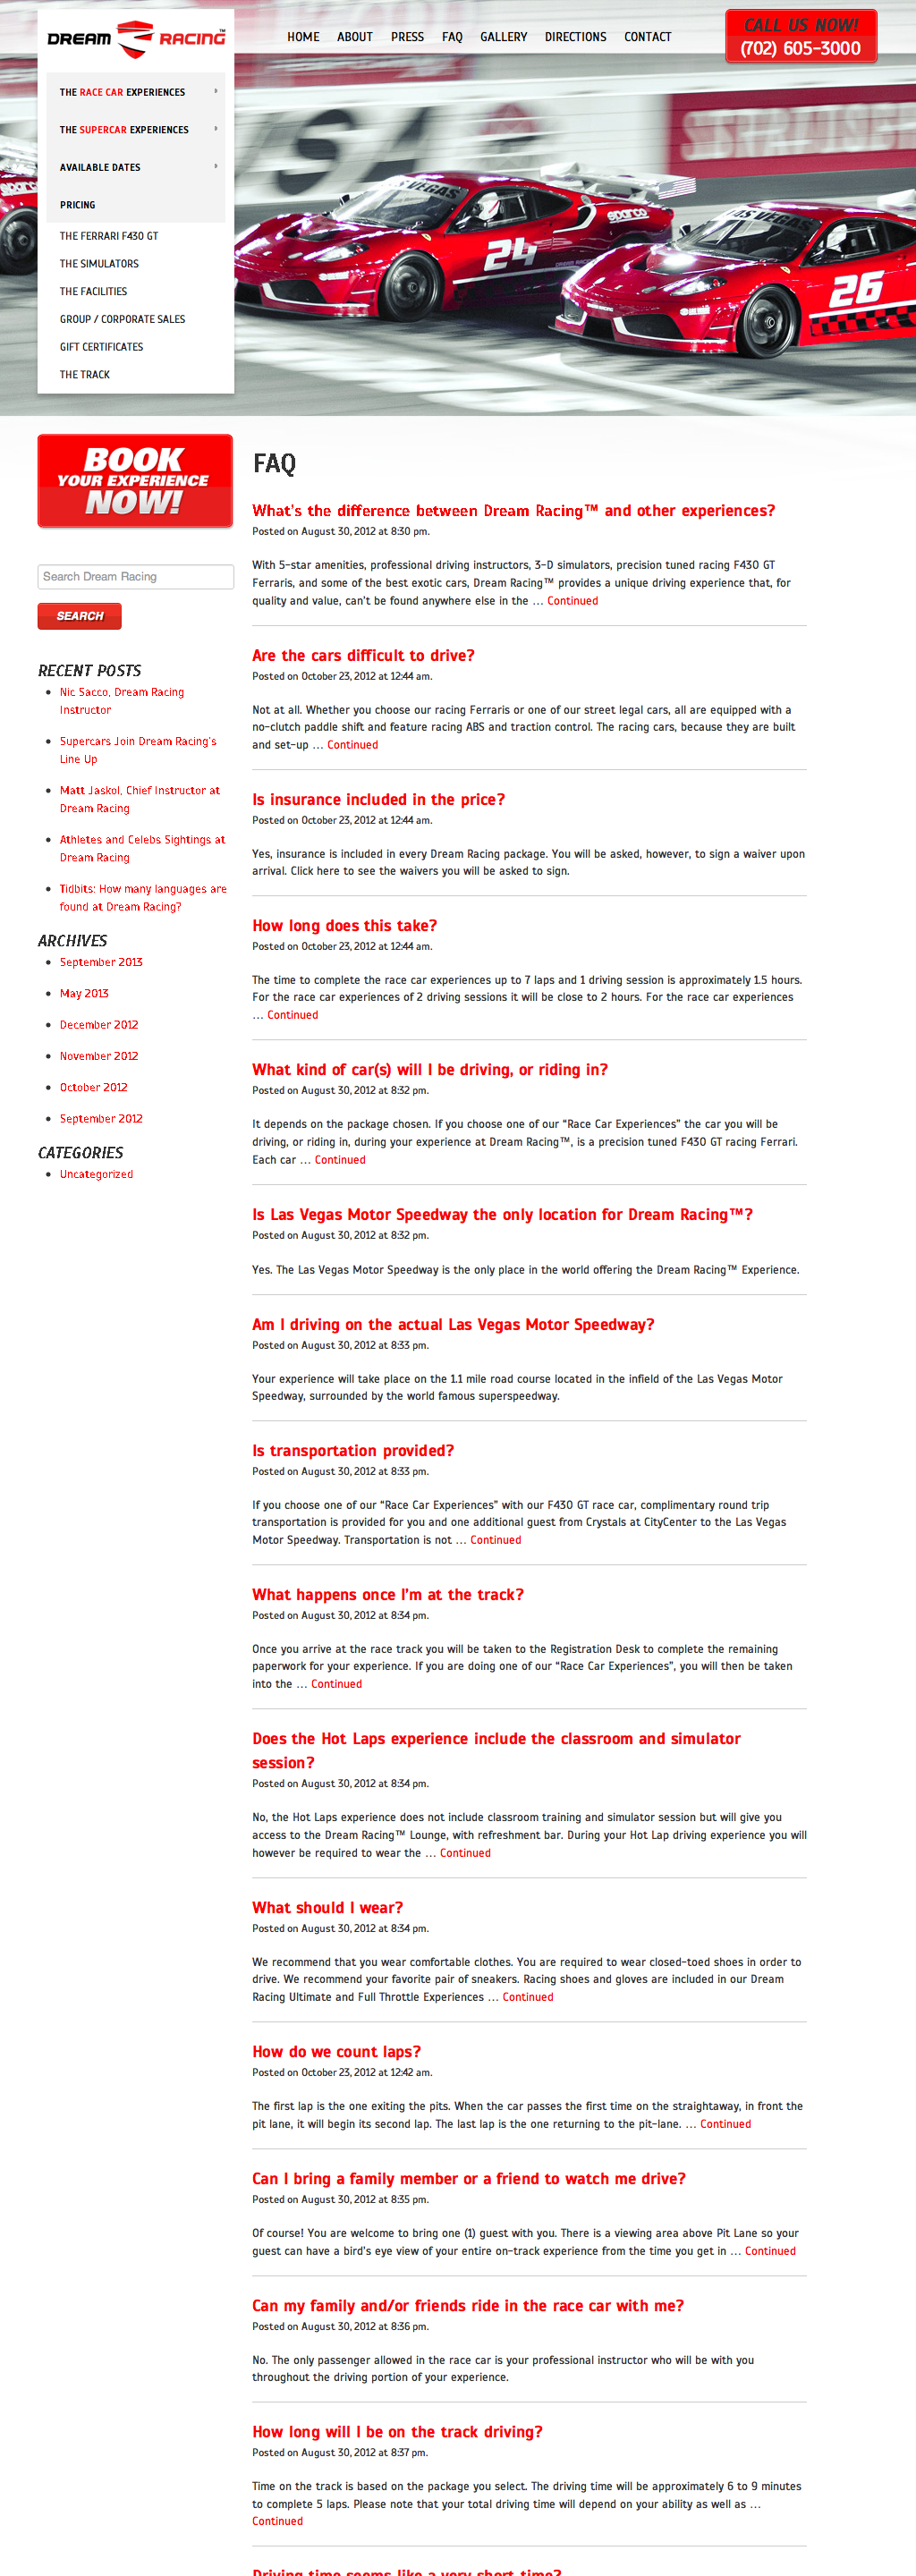 DREAM RACING™
HOME ABOUT PRESS FAQ GALLERY DIRECTIONS CONTACT
CALL US NOW!
(702) 605-3000
THE RACE CAR EXPERIENCES
THE SUPERCAR EXPERIENCES
AVAILABLE DATES
PRICING
THE FERRARI F430 GT
THE SIMULATORS
THE FACILITIES
GROUP / CORPORATE SALES
GIFT CERTIFICATES
THE TRACK
LAS VEGAS
sparco
24
LAS VEGAS
sparco
26
BOOK
YOUR EXPERIENCE
NOW!
Search Dream Racing
SEARCH
RECENT POSTS
Nic Sacco, Dream Racing
Instructor
Supercars Join Dream Racing's
Line Up
Matt Jaskol, Chief Instructor at
Dream Racing
Athletes and Celebs Sightings at
Dream Racing
Tidbits: How many languages are
found at Dream Racing?
ARCHIVES
September 2013
May 2013
December 2012
November 2012
October 2012
September 2012
CATEGORIES
Uncategorized
FAQ
What's the difference between Dream Racing™ and other experiences?
Posted on August 30, 2012 at 8:30 pm.
With 5-star amenities, professional driving instructors, 3-D simulators, precision tuned racing F430 GT
Ferraris, and some of the best exotic cars, Dream Racing™ provides a unique driving experience that, for
quality and value, can't be found anywhere else in the … Continued
Are the cars difficult to drive?
Posted on October 23, 2012 at 12:44 am.
Not at all. Whether you choose our racing Ferraris or one of our street legal cars, all are equipped with a
no-clutch paddle shift and feature racing ABS and traction control. The racing cars, because they are built
and set-up … Continued
Is insurance included in the price?
Posted on October 23, 2012 at 12:44 am.
Yes, insurance is included in every Dream Racing package. You will be asked, however, to sign a waiver upon
arrival. Click here to see the waivers you will be asked to sign.
How long does this take?
Posted on October 23, 2012 at 12:44 am.
The time to complete the race car experiences up to 7 laps and 1 driving session is approximately 1.5 hours.
For the race car experiences of 2 driving sessions it will be close to 2 hours. For the race car experiences
… Continued
What kind of car(s) will I be driving, or riding in?
Posted on August 30, 2012 at 8:32 pm.
It depends on the package chosen. If you choose one of our “Race Car Experiences” the car you will be
driving, or riding in, during your experience at Dream Racing™, is a precision tuned F430 GT racing Ferrari.
Each car … Continued
Is Las Vegas Motor Speedway the only location for Dream Racing™?
Posted on August 30, 2012 at 8:32 pm.
Yes. The Las Vegas Motor Speedway is the only place in the world offering the Dream Racing™ Experience.
Am I driving on the actual Las Vegas Motor Speedway?
Posted on August 30, 2012 at 8:33 pm.
Your experience will take place on the 1.1 mile road course located in the infield of the Las Vegas Motor
Speedway, surrounded by the world famous superspeedway.
Is transportation provided?
Posted on August 30, 2012 at 8:33 pm.
If you choose one of our “Race Car Experiences” with our F430 GT race car, complimentary round trip
transportation is provided for you and one additional guest from Crystals at CityCenter to the Las Vegas
Motor Speedway. Transportation is not … Continued
What happens once I'm at the track?
Posted on August 30, 2012 at 8:34 pm.
Once you arrive at the race track you will be taken to the Registration Desk to complete the remaining
paperwork for your experience. If you are doing one of our “Race Car Experiences”, you will then be taken
into the … Continued
Does the Hot Laps experience include the classroom and simulator
session?
Posted on August 30, 2012 at 8:34 pm.
No, the Hot Laps experience does not include classroom training and simulator session but will give you
access to the Dream Racing™ Lounge, with refreshment bar. During your Hot Lap driving experience you will
however be required to wear the … Continued
What should I wear?
Posted on August 30, 2012 at 8:34 pm.
We recommend that you wear comfortable clothes. You are required to wear closed-toed shoes in order to
drive. We recommend your favorite pair of sneakers. Racing shoes and gloves are included in our Dream
Racing Ultimate and Full Throttle Experiences … Continued
How do we count laps?
Posted on October 23, 2012 at 12:42 am.
The first lap is the one exiting the pits. When the car passes the first time on the straightaway, in front the
pit lane, it will begin its second lap. The last lap is the one returning to the pit-lane. … Continued
Can I bring a family member or a friend to watch me drive?
Posted on August 30, 2012 at 8:35 pm.
Of course! You are welcome to bring one (1) guest with you. There is a viewing area above Pit Lane so your
guest can have a bird's eye view of your entire on-track experience from the time you get in … Continued
Can my family and/or friends ride in the race car with me?
Posted on August 30, 2012 at 8:36 pm.
No. The only passenger allowed in the race car is your professional instructor who will be with you
throughout the driving portion of your experience.
How long will I be on the track driving?
Posted on August 30, 2012 at 8:37 pm.
Time on the track is based on the package you select. The driving time will be approximately 6 to 9 minutes
to complete 5 laps. Please note that your total driving time will depend on your ability as well as …
Continued
Driving time seems like a very short time?